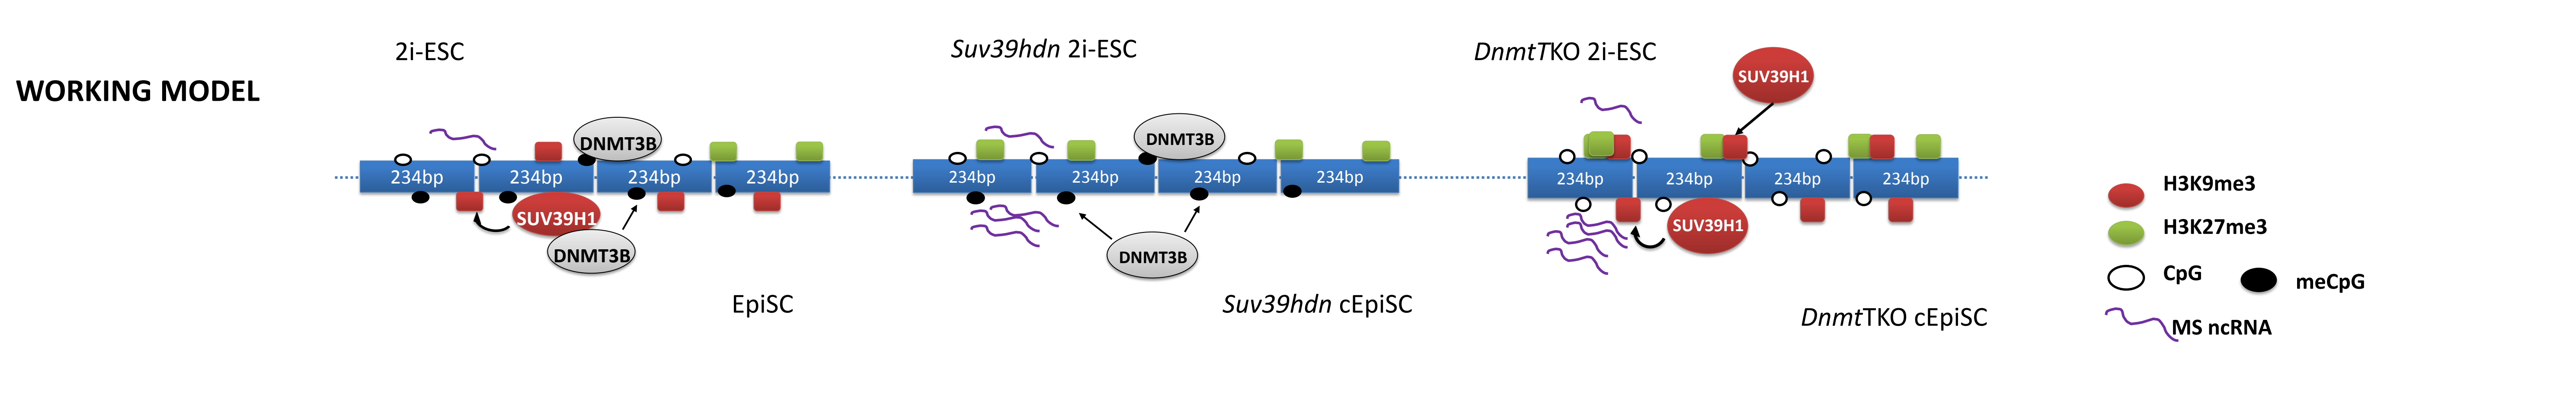 WORKING MODEL
2i-ESC
DNMT3B
234bp 234bp 234bp 234bp
SUV39H1
DNMT3B
EpiSC
Suv39hdn 2i-ESC
DNMT3B
234bp 234bp 234bp 234bp
DNMT3B
Suv39hdn cEpiSC
DnmtTKO 2i-ESC
SUV39H1
234bp 234bp 234bp 234bp
SUV39H1
DnmtTKO cEpiSC
H3K9me3
H3K27me3
CpG meCpG
MS ncRNA